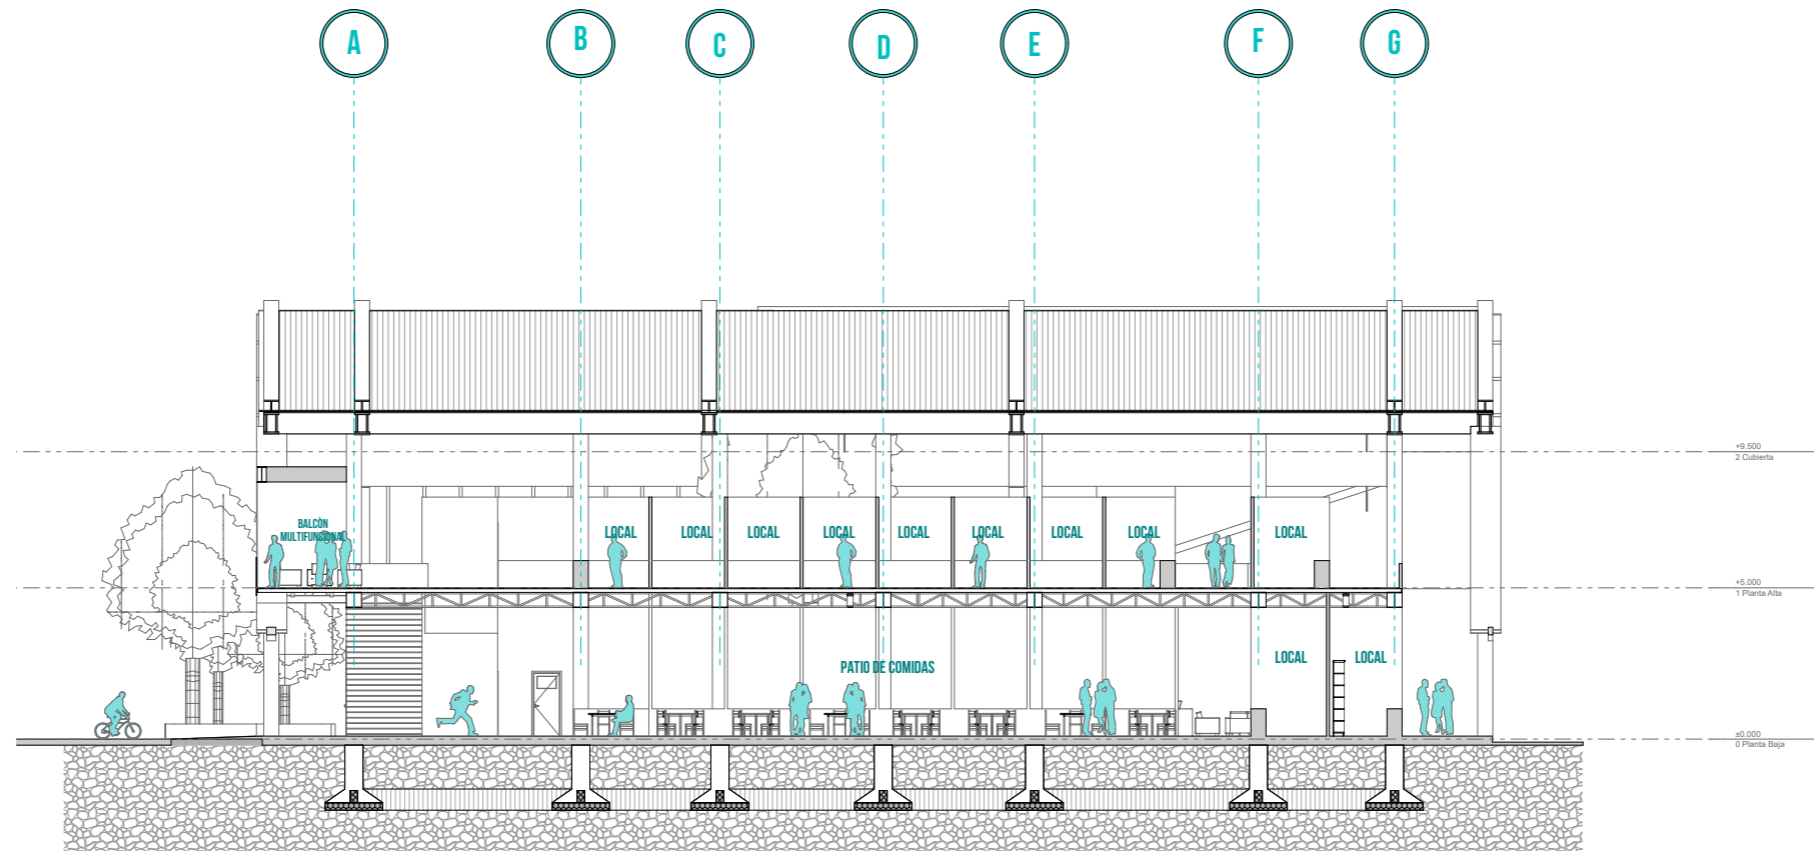 A B C D E F G
+9.500
2 Cubierta
BALCÒN
MULTIFUNCIONAL
LOCAL LOCAL LOCAL LOCAL LOCAL LOCAL LOCAL LOCAL LOCAL
+5.000
1 Planta Alta
PATIO DE COMIDAS
LOCAL LOCAL
±0.000
0 Planta Baja